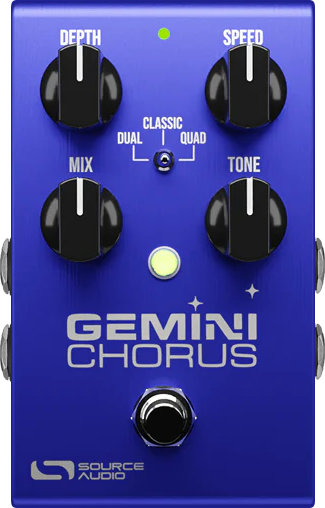 DEPTH
SPEED
CLASSIC
DUAL
QUAD
MIX
TONE
GEMINI
CHORUS
SOURCE
AUDIO